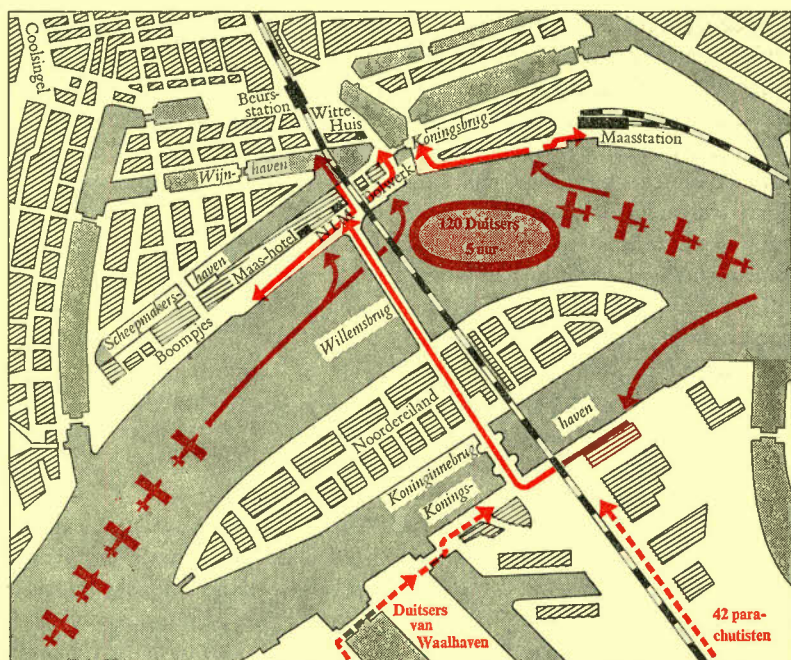 Coolsingel
Beurs-
station
Witte
Huis
Koningsbrug
Maasstation
Wijn-
haven
Bolwerk
N.I.M.
120 Duitsers
5 uur
Maas-hotel
haven
Scheepmakers-
Boompjes
Willemsbrug
Noordereiland
haven
Koninginnebrug
Konings-
Duitsers
van
Waalhaven
42 para-
chutisten